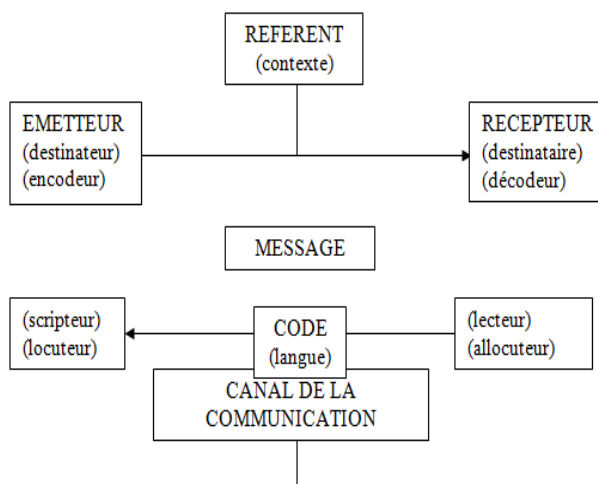 REFERENT
(contexte)
EMETTEUR
(destinateur)
(encodeur)
RECEPTEUR
(destinataire)
(décodeur)
MESSAGE
(scripteur)
(locuteur)
CODE
(langue)
(lecteur)
(allocuteur)
CANAL DE LA
COMMUNICATION